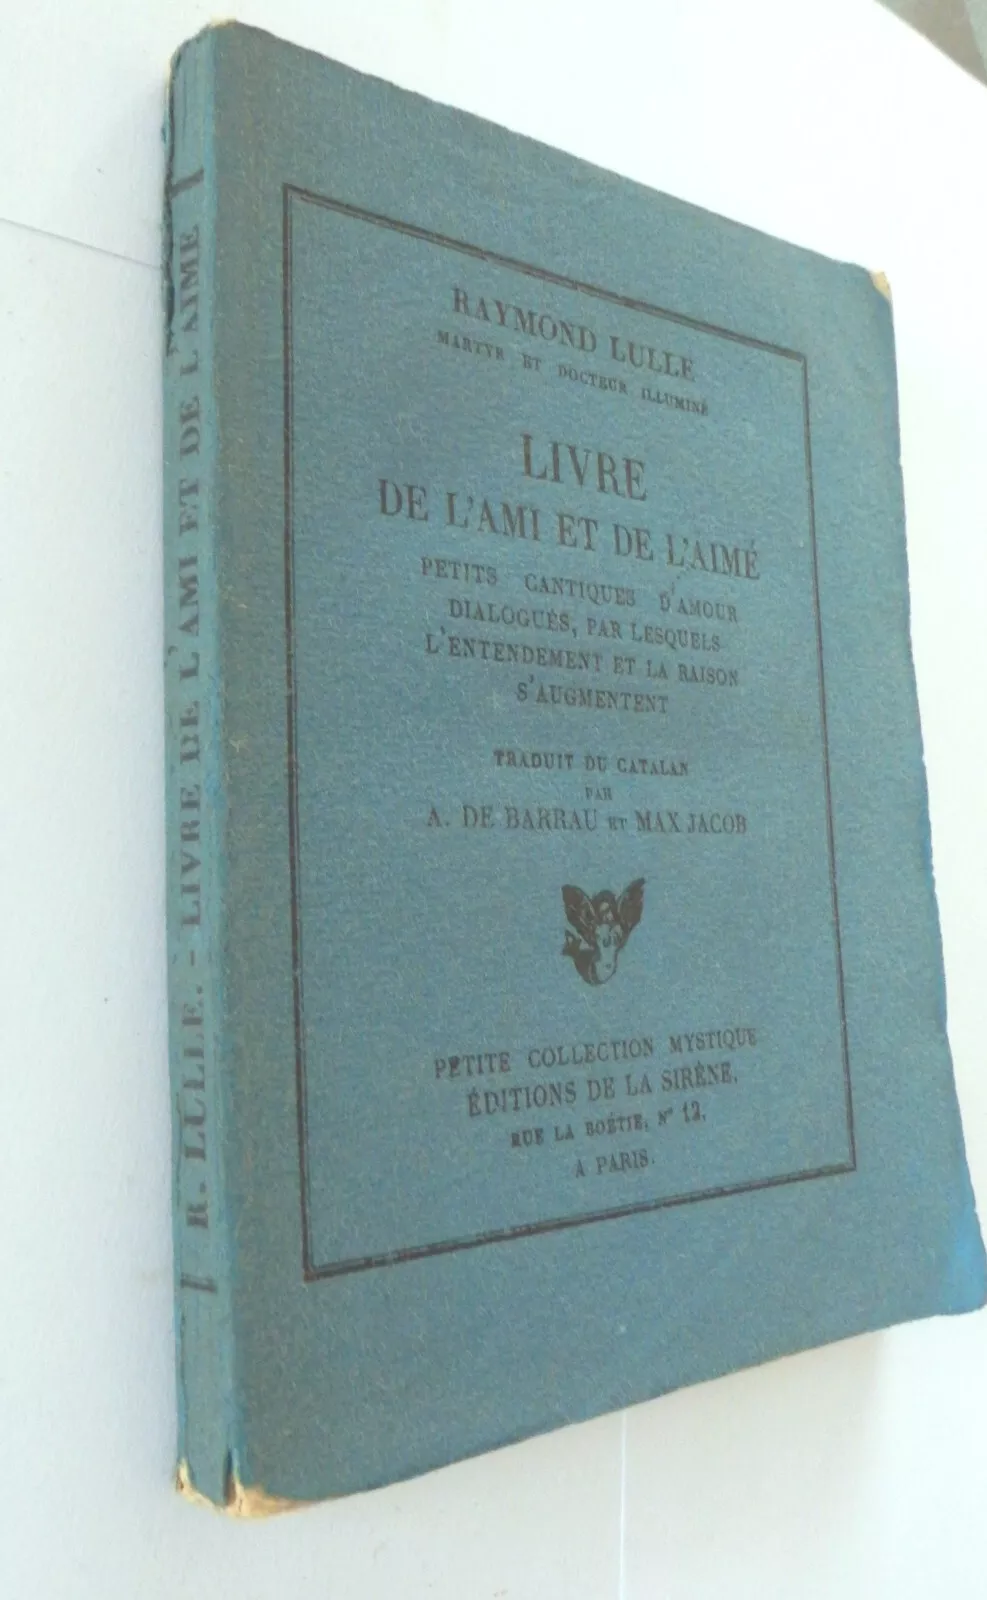 RAYMOND LULLE
MARTYR ET DOCTEUR ILLUMINÉ
LIVRE
DE L'AMI ET DE L'AIMÉ
PETITS CANTIQUES D'AMOUR
DIALOGUÉS, PAR LESQUELS
L'ENTENDEMENT ET LA RAISON
S'AUGMENTENT
TRADUIT DU CATALAN
PAR
A. DE BARRAU ET MAX JACOB
PETITE COLLECTION MYSTIQUE
ÉDITIONS DE LA SIRÈNE,
RUE LA BOÉTIE, N° 12,
A PARIS.
R. LULLE. - LIVRE DE L'AMI ET DE L'AIMÉ